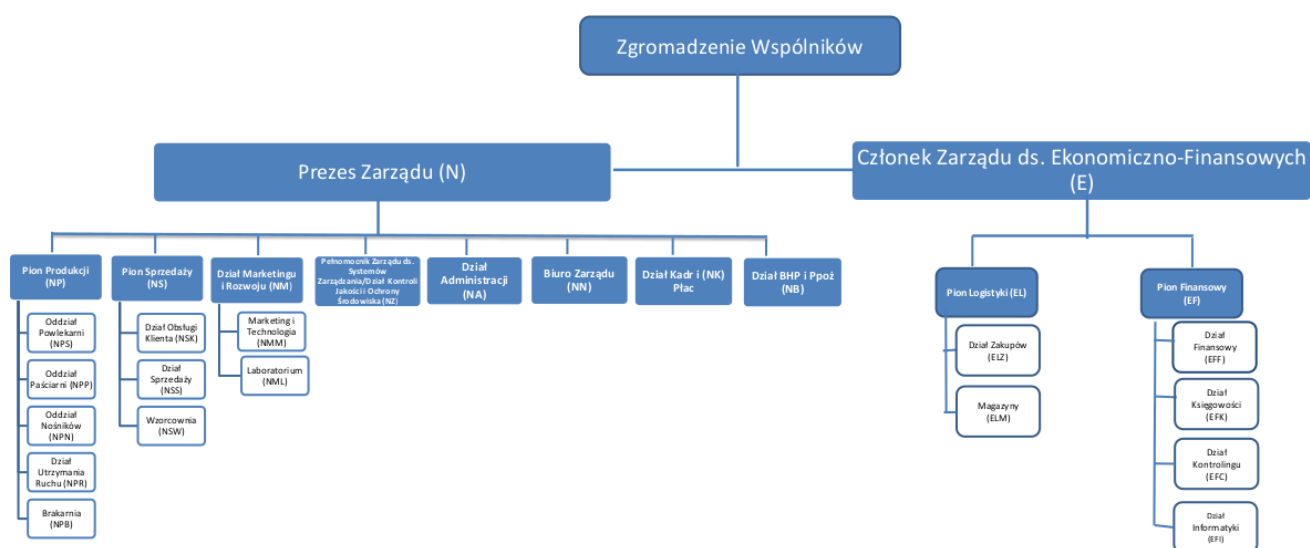 Zgromadzenie Wspólników
Prezes Zarządu (N)
Członek Zarządu ds. Ekonomiczno-Finansowych
(E)
Pion Produkcji
(NP)
Oddział
Powlekarni
(NPS)
Oddział
Paściarni (NPP)
Oddział
Nośników
(NPN)
Dział
Utrzymania
Ruchu (NPR)
Brakarnia
(NPB)
Pion Sprzedaży
(NS)
Dział Obsługi
Klienta (NSK)
Dział
Sprzedaży
(NSS)
Wzorcownia
(NSW)
Dział Marketingu
i Rozwoju (NM)
Marketing i
Technologia
(NMM)
Laboratorium
(NML)
Pełnomocnik Zarządu ds.
Systemów
Zarządzania/Dział Kontroli
Jakości i Ochrony
Środowiska (NZ)
Dział
Administracji
(NA)
Biuro Zarządu
(NN)
Dział Kadr i (NK)
Płac
Dział BHP i Ppoż
(NB)
Pion Logistyki (EL)
Dział Zakupów
(ELZ)
Magazyny
(ELM)
Pion Finansowy
(EF)
Dział
Finansowy
(EFF)
Dział
Księgowości
(EFK)
Dział
Kontrolingu
(EFC)
Dział
Informatyki
(EFI)